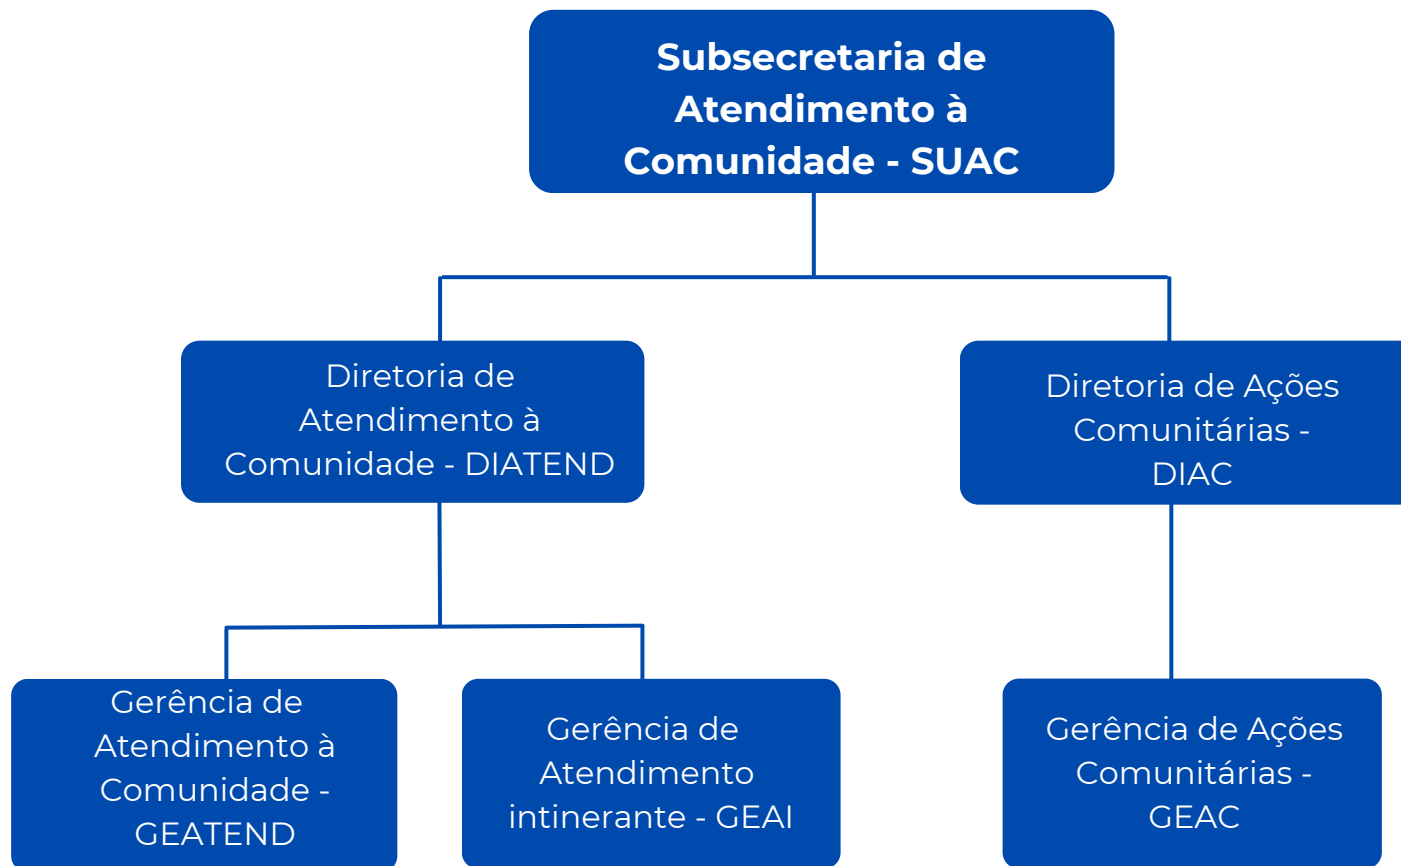 Subsecretaria de
Atendimento à
Comunidade - SUAC
Diretoria de
Atendimento à
Comunidade - DIATEND
Diretoria de Ações
Comunitárias -
DIAC
Gerência de
Atendimento à
Comunidade -
GEATEND
Gerência de
Atendimento
intinerante - GEAI
Gerência de Ações
Comunitárias -
GEAC